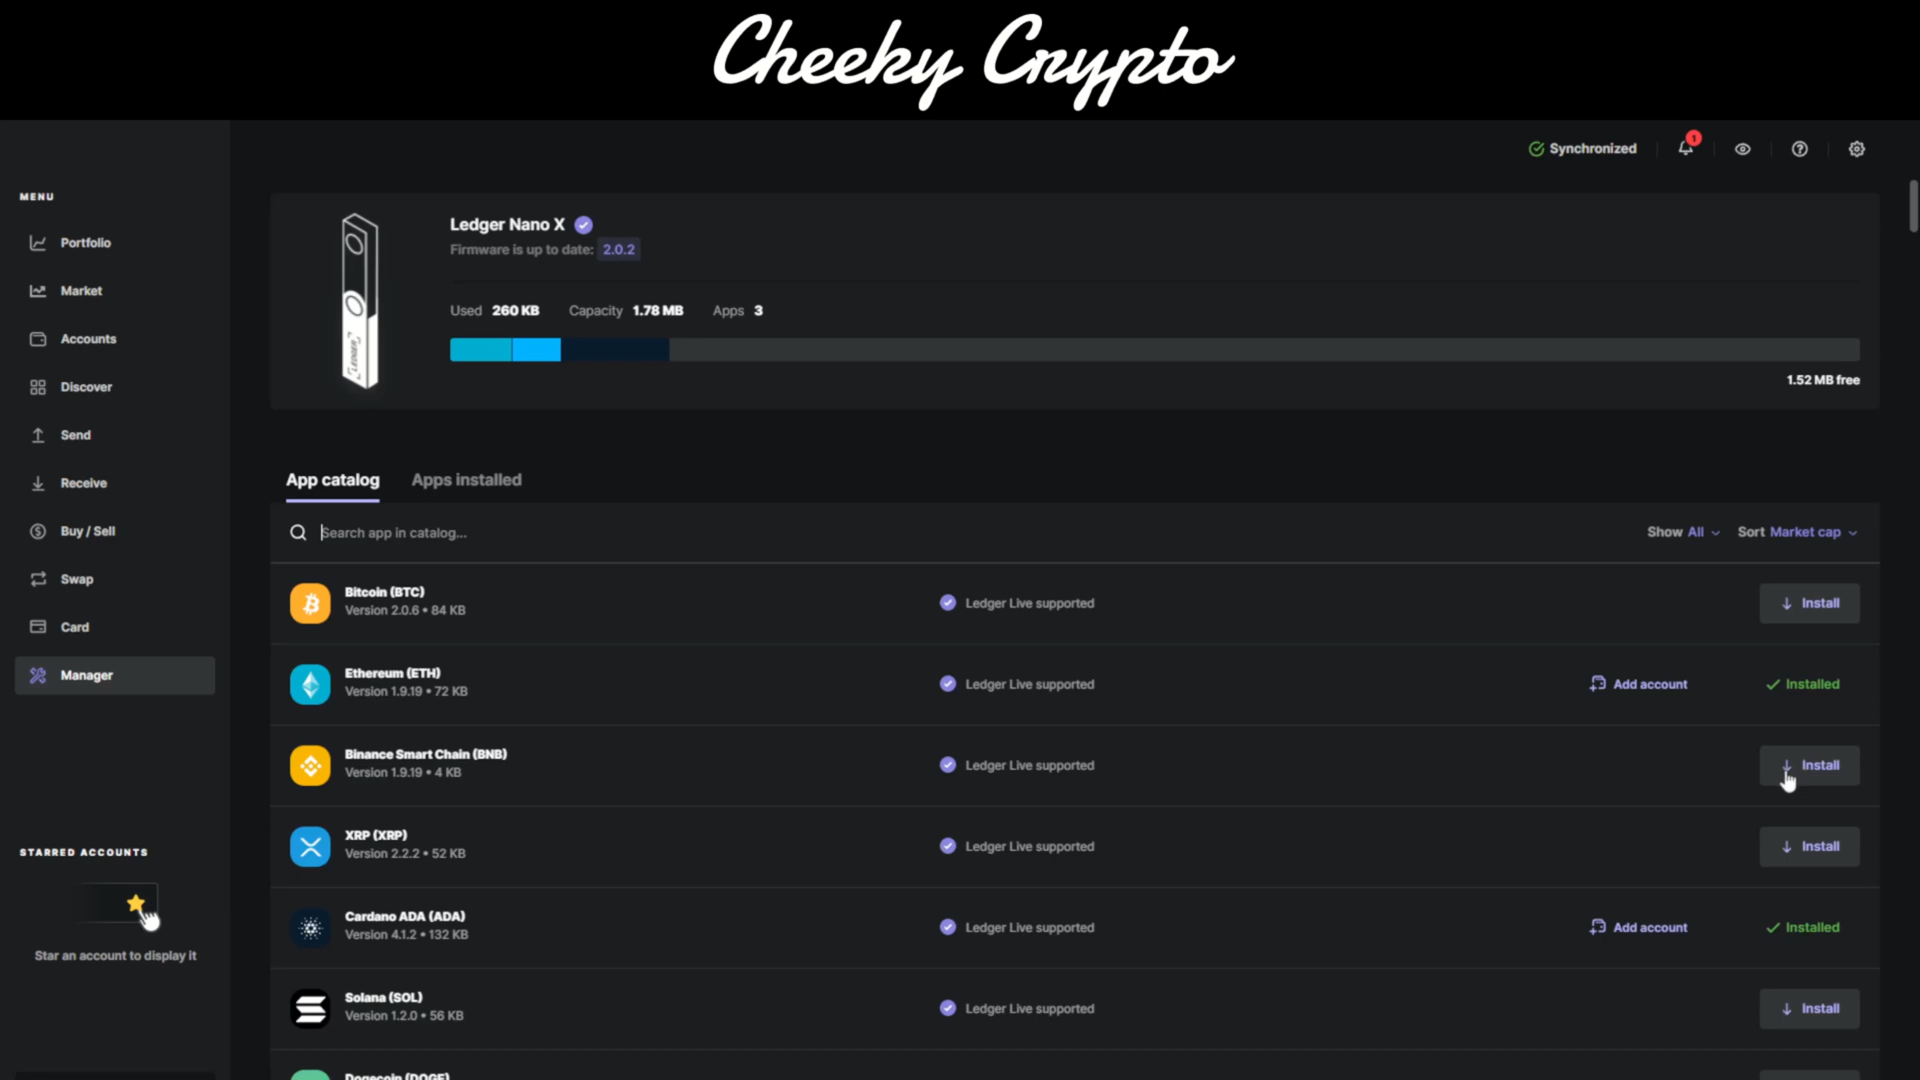 Cheeky Crypto
Synchronized
1
MENU
Portfolio
Market
Accounts
Discover
Send
Receive
Buy / Sell
Swap
Card
Manager
STARRED ACCOUNTS
Star an account to display it
LEDGER
Ledger Nano X
Firmware is up to date: 2.0.2
Used 260 KB Capacity 1.78 MB Apps 3
1.52 MB free
App catalog Apps installed
Search app in catalog... Show All Sort Market cap
Bitcoin (BTC)
Version 2.0.6 • 84 KB
Ledger Live supported
Install
Ethereum (ETH)
Version 1.9.19 • 72 KB
Ledger Live supported
Add account
Installed
Binance Smart Chain (BNB)
Version 1.9.19 • 4 KB
Ledger Live supported
Install
XRP (XRP)
Version 2.2.2 • 52 KB
Ledger Live supported
Install
Cardano ADA (ADA)
Version 4.1.2 • 132 KB
Ledger Live supported
Add account
Installed
Solana (SOL)
Version 1.2.0 • 56 KB
Ledger Live supported
Install
Dogecoin (DOGE)